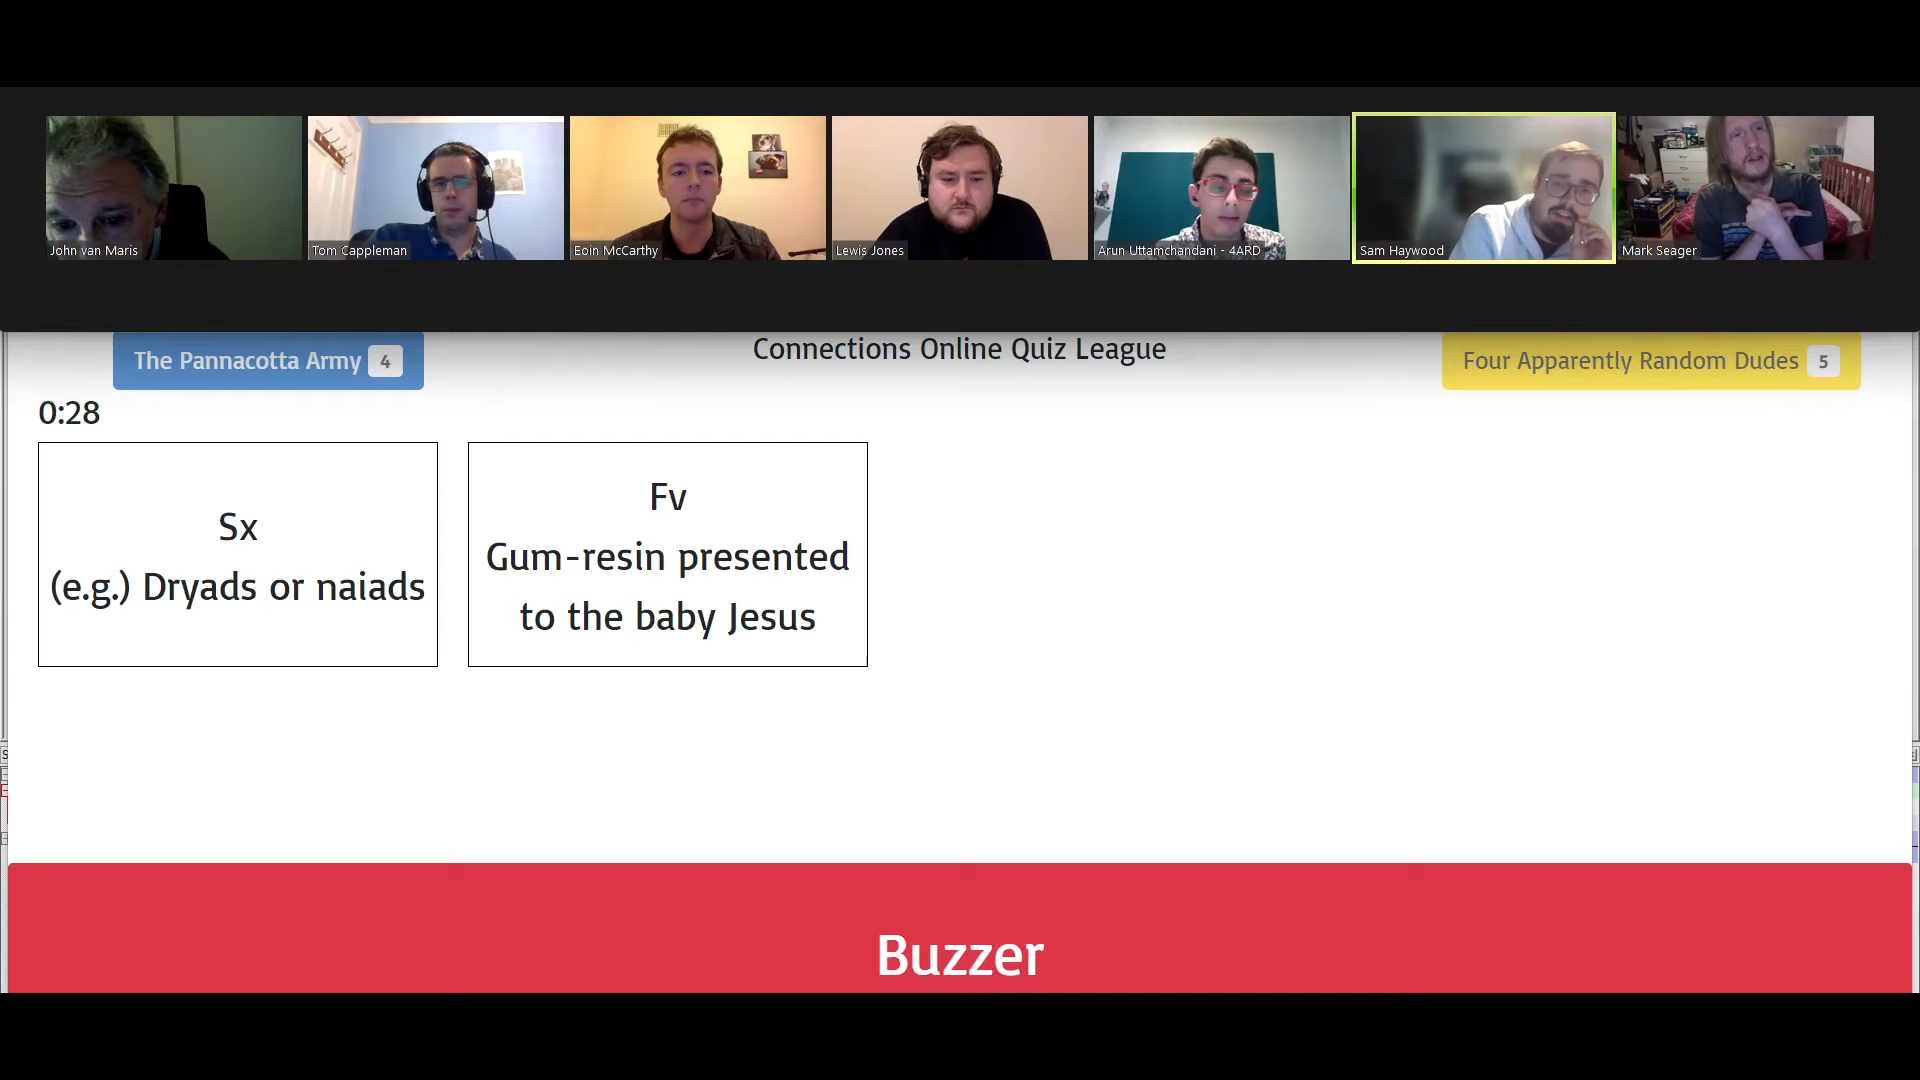 John van Maris
Tom Cappleman
Eoin McCarthy
Lewis Jones
Arun Uttamchandani - 4ARD
Sam Haywood
Mark Seager
The Pannacotta Army 4
Connections Online Quiz League
Four Apparently Random Dudes 5
0:28
Sx
(e.g.) Dryads or naiads
Fv
Gum-resin presented
to the baby Jesus
Buzzer